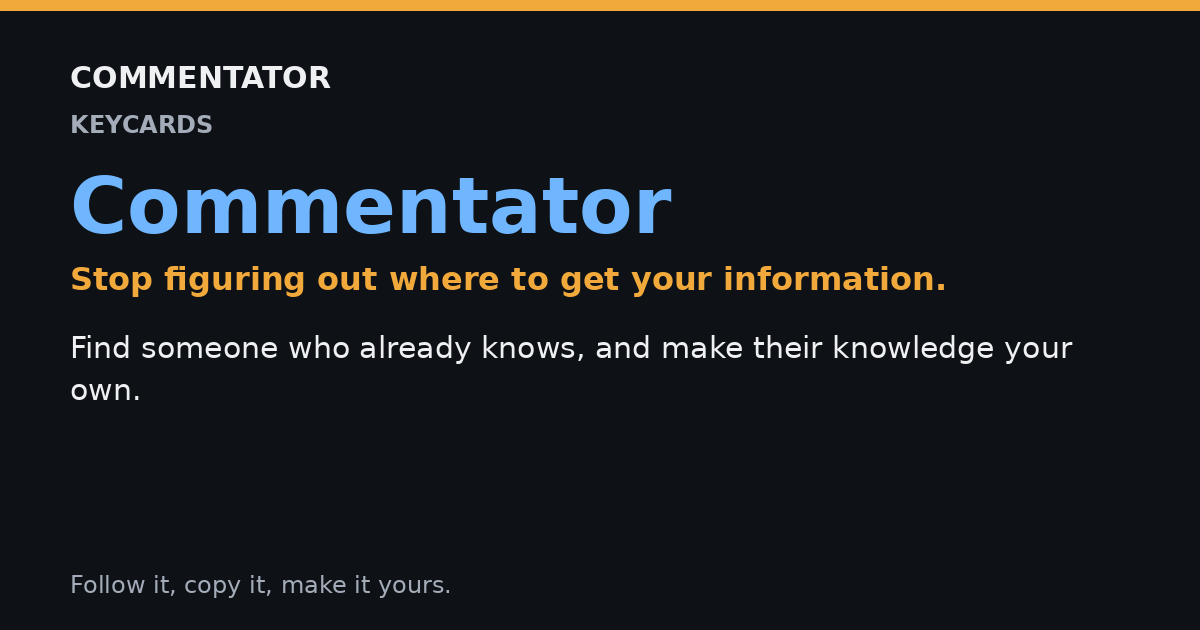 COMMENTATOR
KEYCARDS
Commentator
Stop figuring out where to get your information.
Find someone who already knows, and make their knowledge your
own.
Follow it, copy it, make it yours.